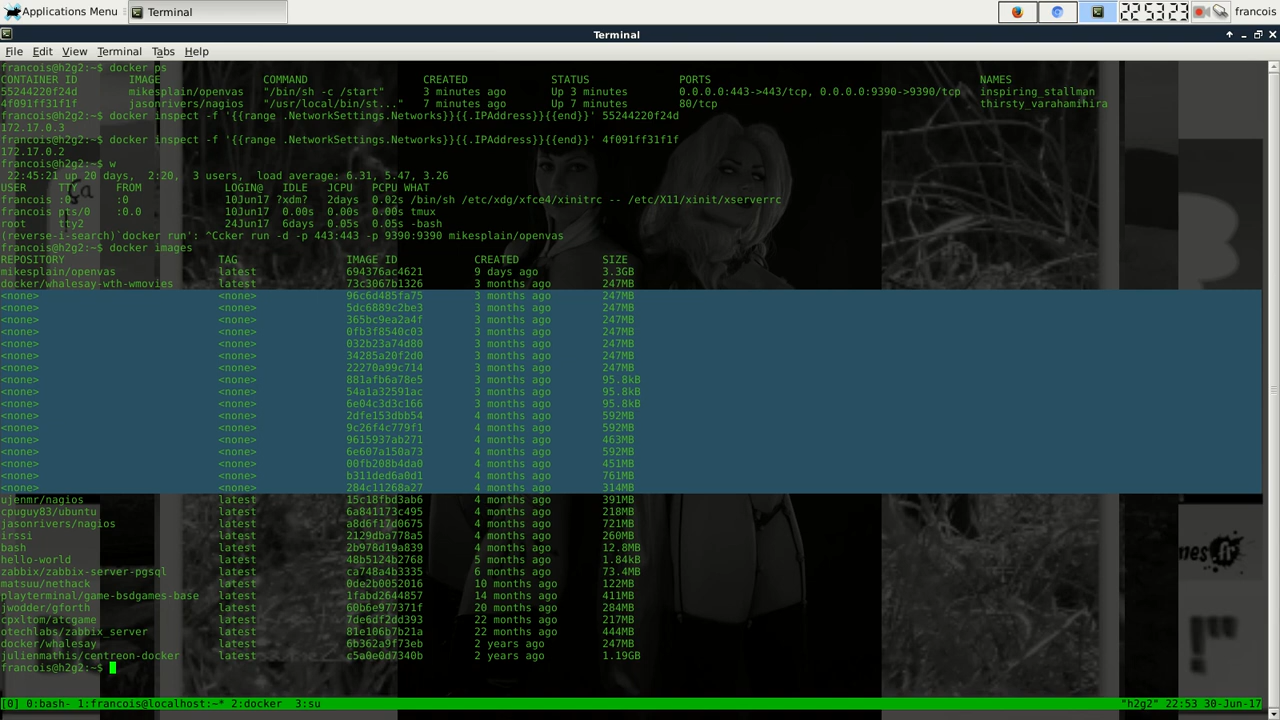 Applications Menu Terminal 22:53:23 francois
Terminal
File Edit View Terminal Tabs Help
francois@h2g2:~$ docker ps
CONTAINER ID IMAGE COMMAND CREATED STATUS PORTS NAMES
55244220f24d mikesplain/openvas "/bin/sh -c /start" 3 minutes ago Up 3 minutes 0.0.0.0:443->443/tcp, 0.0.0.0:9390->9390/tcp inspiring_stallman
4f091ff31f1f jasonrivers/nagios "/usr/local/bin/st..." 7 minutes ago Up 7 minutes 80/tcp thirsty_varahamihira
francois@h2g2:~$ docker inspect -f '{{range .NetworkSettings.Networks}}{{.IPAddress}}{{end}}' 55244220f24d
172.17.0.3
francois@h2g2:~$ docker inspect -f '{{range .NetworkSettings.Networks}}{{.IPAddress}}{{end}}' 4f091ff31f1f
172.17.0.2
francois@h2g2:~$ w
22:45:21 up 20 days, 2:20, 3 users, load average: 6.31, 5.47, 3.26
USER TTY FROM LOGIN@ IDLE JCPU PCPU WHAT
francois :0 :0 10Jun17 ?xdm? 2days 0.02s /bin/sh /etc/xdg/xfce4/xinitrc -- /etc/X11/xinit/xserverrc
francois pts/0 :0.0 10Jun17 0.00s 0.00s 0.00s tmux
root tty2 24Jun17 6days 0.05s 0.05s -bash
(reverse-i-search)`docker run': ^Ccker run -d -p 443:443 -p 9390:9390 mikesplain/openvas
francois@h2g2:~$ docker images
REPOSITORY TAG IMAGE ID CREATED SIZE
mikesplain/openvas latest 694376ac4621 9 days ago 3.3GB
docker/whalesay-wth-wmovies latest 73c3067b1326 3 months ago 247MB
<none> <none> 96c6d485fa75 3 months ago 247MB
<none> <none> 5dc6889c2be3 3 months ago 247MB
<none> <none> 365bc9ea2a4f 3 months ago 247MB
<none> <none> 0fb3f8540c03 3 months ago 247MB
<none> <none> 032b23a74d80 3 months ago 247MB
<none> <none> 34285a20f2d0 3 months ago 247MB
<none> <none> 22270a99c714 3 months ago 247MB
<none> <none> 881afb6a78e5 3 months ago 95.8kB
<none> <none> 54a1a32591ac 3 months ago 95.8kB
<none> <none> 6e04c3d3c166 3 months ago 95.8kB
<none> <none> 2dfe153dbb54 4 months ago 592MB
<none> <none> 9c26f4c779f1 4 months ago 592MB
<none> <none> 9615937ab271 4 months ago 463MB
<none> <none> 6e607a150a73 4 months ago 592MB
<none> <none> 00fb208b4da0 4 months ago 451MB
<none> <none> b311ded6a0d1 4 months ago 761MB
<none> <none> 284c11268a27 4 months ago 314MB
ujenmr/nagios latest 15c18fbd3ab6 4 months ago 391MB
cpuguy83/ubuntu latest 6a841173c495 4 months ago 218MB
jasonrivers/nagios latest a8d6f17d0675 4 months ago 721MB
irssi latest 2129dba778a5 4 months ago 260MB
bash latest 2b978d19a839 4 months ago 12.8MB
hello-world latest 48b5124b2768 5 months ago 1.84kB
zabbix/zabbix-server-pgsql latest ca748a4b3335 6 months ago 73.4MB
matsuu/nethack latest 0de2b0052016 10 months ago 122MB
playterminal/game-bsdgames-base latest 1fabd2644857 14 months ago 411MB
jwodder/gforth latest 60b6e977371f 20 months ago 284MB
cpxltom/atcgame latest 7de6df2dd393 22 months ago 217MB
otechlabs/zabbix_server latest 81e106b7b21a 22 months ago 444MB
docker/whalesay latest 6b362a9f73eb 2 years ago 247MB
julienmathis/centreon-docker latest c5a0e0d7340b 2 years ago 1.19GB
francois@h2g2:~$
[0] 0:bash- 1:francois@localhost:~* 2:docker 3:su "h2g2" 22:53 30-Jun-17